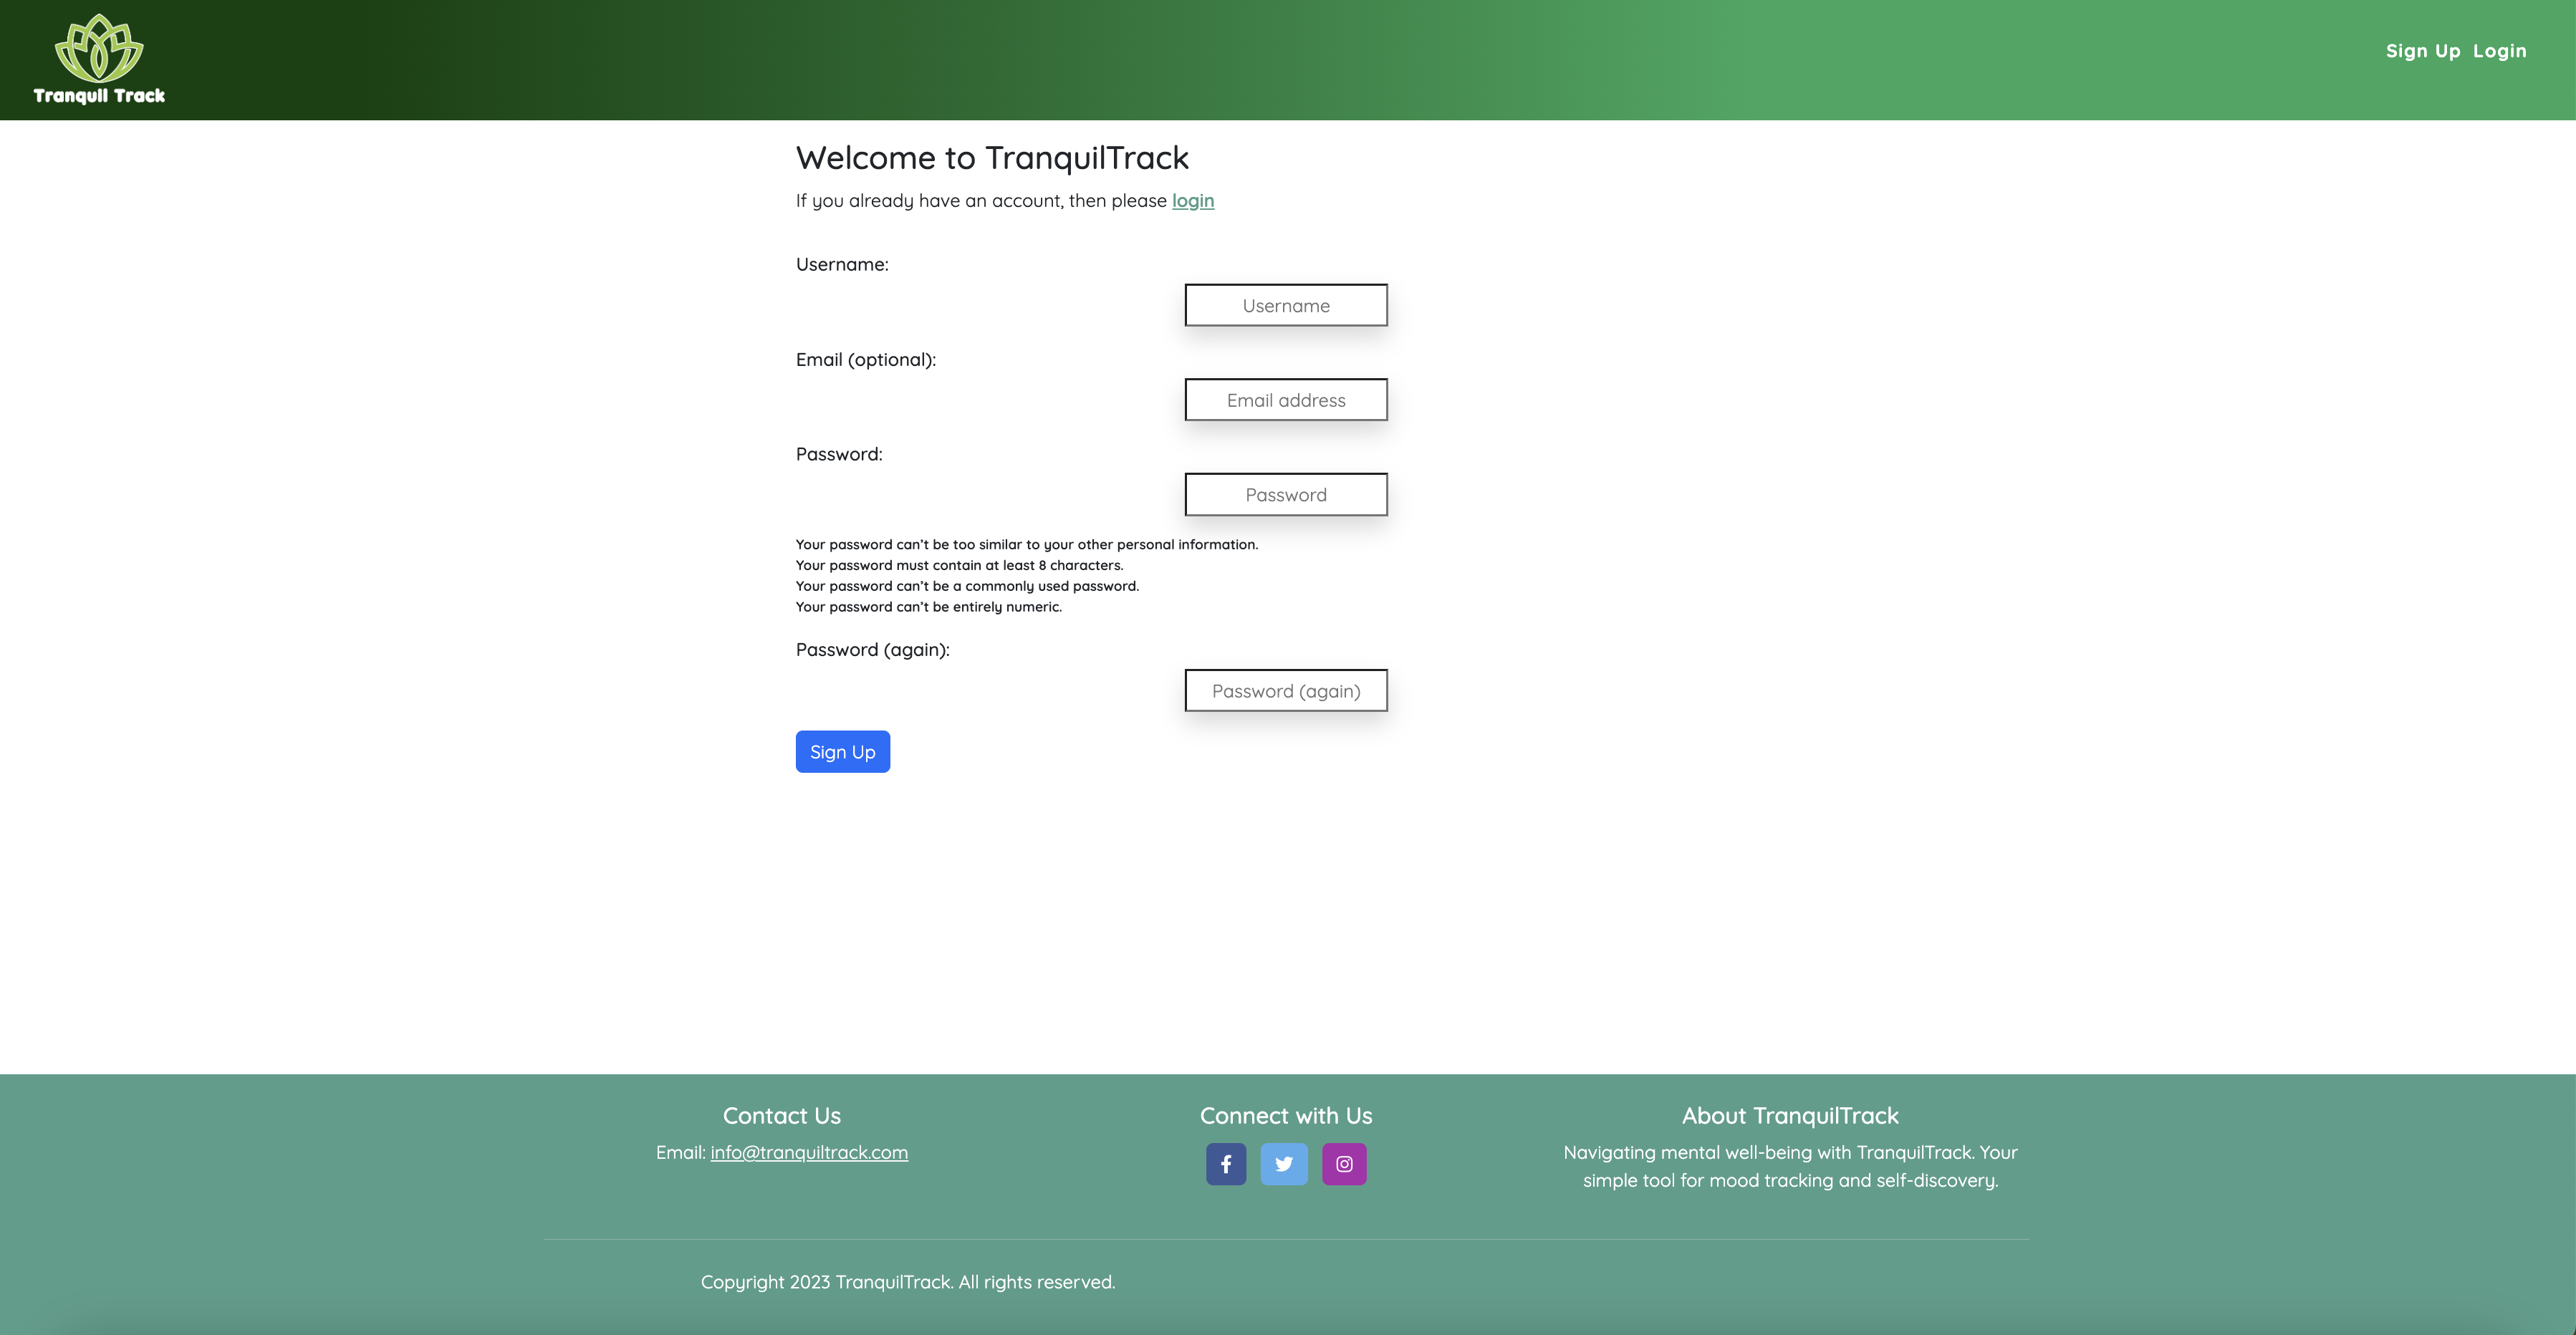 Tranquil Track
Sign Up Login
Welcome to TranquilTrack
If you already have an account, then please login
Username:
Username
Email (optional):
Email address
Password:
Password
Your password can't be too similar to your other personal information.
Your password must contain at least 8 characters.
Your password can't be a commonly used password.
Your password can't be entirely numeric.
Password (again):
Password (again)
Sign Up
Contact Us
Email: info@tranquiltrack.com
Connect with Us
About TranquilTrack
Navigating mental well-being with TranquilTrack. Your
simple tool for mood tracking and self-discovery.
Copyright 2023 TranquilTrack. All rights reserved.